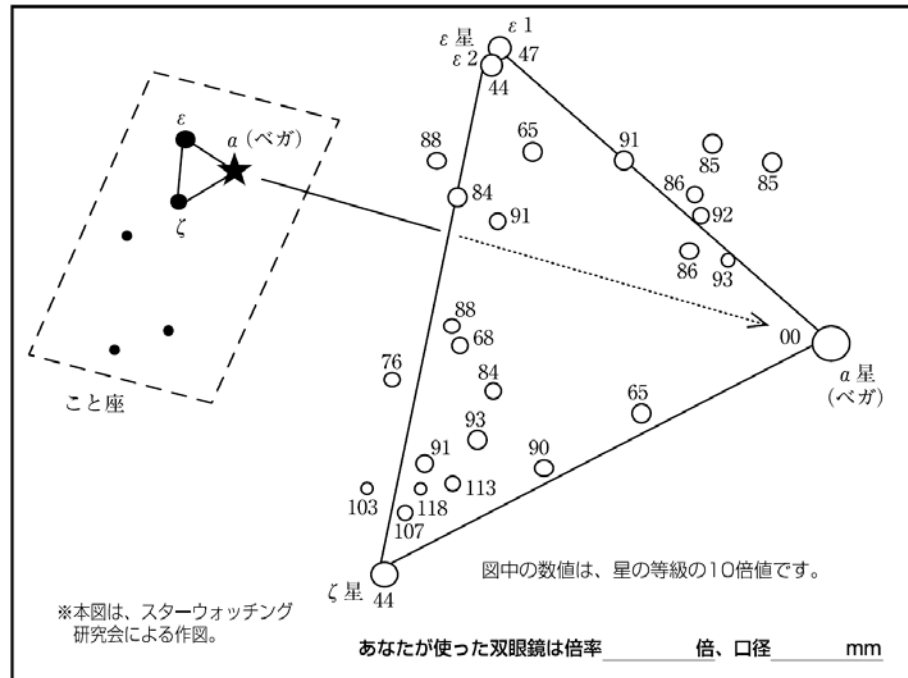 ε1
ε星
ε2
47
44
ε
α (ベガ)
ζ
こと座
88
65
91
85
85
84
91
86
92
86
93
00
α星
(ベガ)
88
68
76
84
65
93
91
90
103
118
113
107
ζ星
44
図中の数値は、星の等級の10倍値です。
※本図は、スターウォッチング
研究会による作図。
あなたが使った双眼鏡は倍率 倍、口径 mm